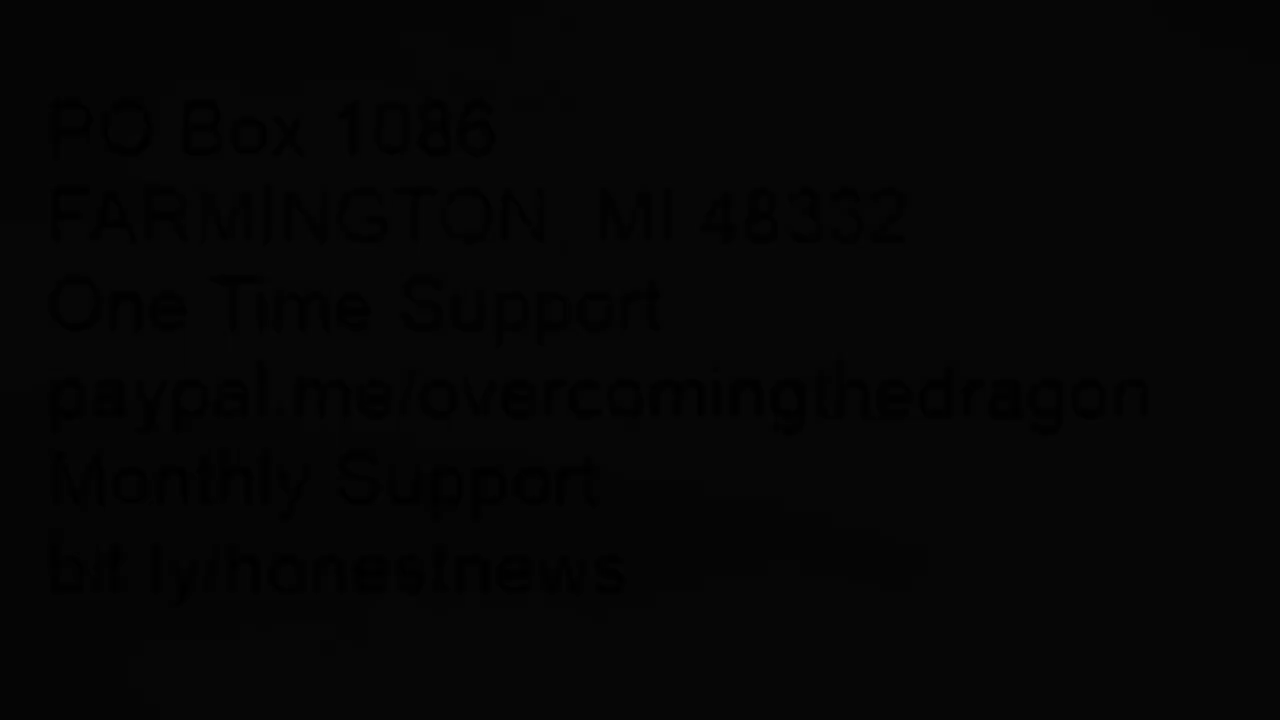 PO Box 1086
FARMINGTON, MI 48332
One Time Support
paypal.me/overcomingthedragon
Monthly Support
bit.ly/honestnews